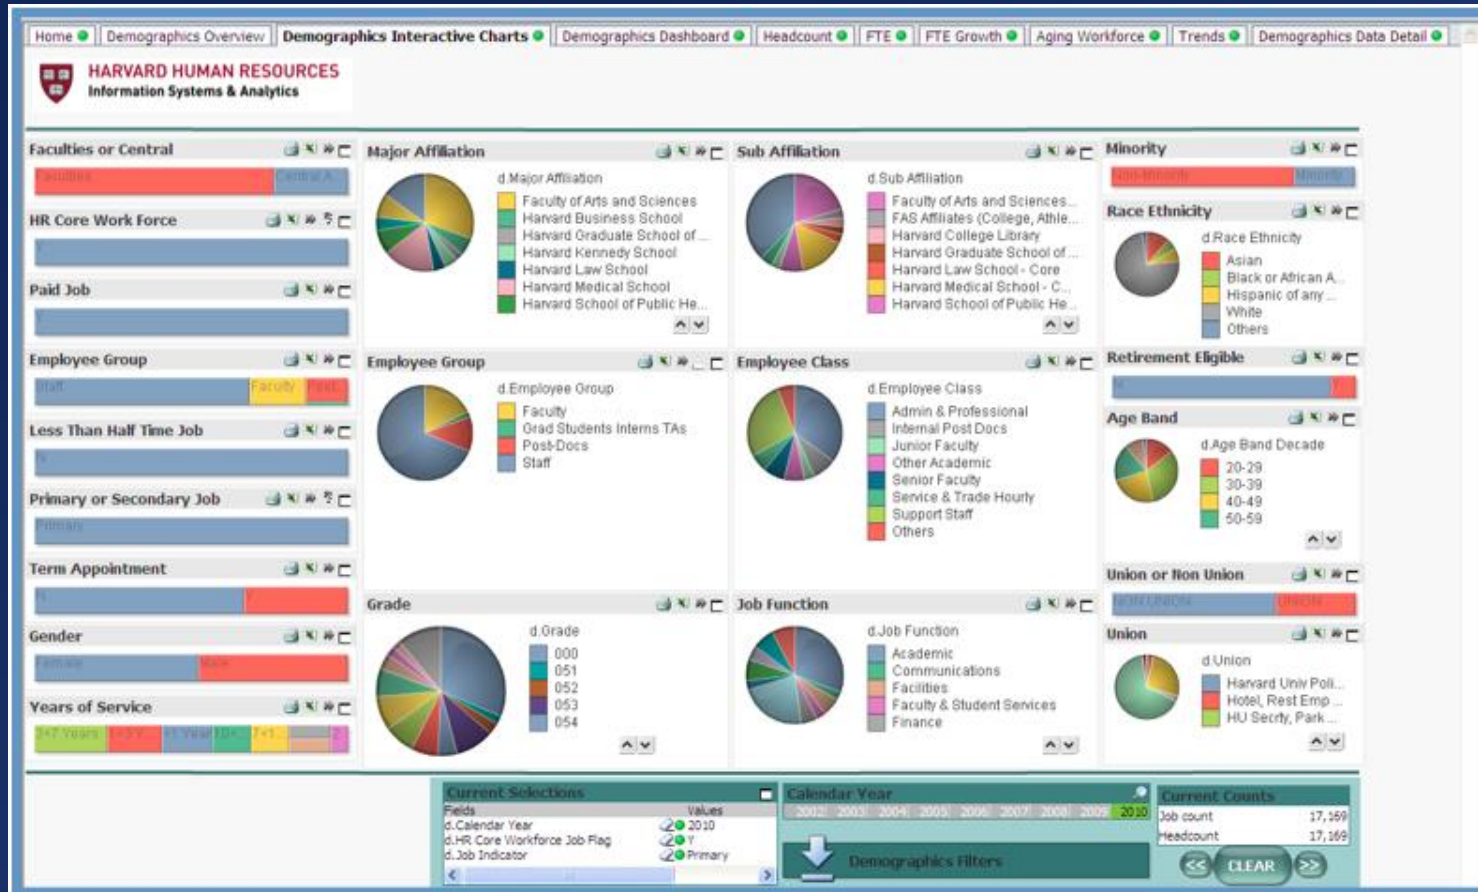 Home
Demographics Overview
Demographics Interactive Charts
Demographics Dashboard
Headcount
FTE
FTE Growth
Aging Workforce
Trends
Demographics Data Detail
HARVARD HUMAN RESOURCES
Information Systems & Analytics
Faculties or Central
Faculties
Central A...
HR Core Work Force
Y
Paid Job
Y
Employee Group
Staff
Faculty
Post...
Less Than Half Time Job
N
Primary or Secondary Job
Primary
Term Appointment
N
Y
Gender
Female
Male
Years of Service
3<7 Years
1<3 Y...
<1 Year
10<...
7<1...
2
Major Affiliation
d.Major Affiliation
Faculty of Arts and Sciences
Harvard Business School
Harvard Graduate School of ...
Harvard Kennedy School
Harvard Law School
Harvard Medical School
Harvard School of Public He...
Employee Group
d.Employee Group
Faculty
Grad Students Interns TAs
Post-Docs
Staff
Grade
d.Grade
000
051
052
053
054
Sub Affiliation
d.Sub Affiliation
Faculty of Arts and Sciences...
FAS Affiliates (College, Athle...
Harvard College Library
Harvard Graduate School of ...
Harvard Law School - Core
Harvard Medical School - C...
Harvard School of Public He...
Employee Class
d.Employee Class
Admin & Professional
Internal Post Docs
Junior Faculty
Other Academic
Senior Faculty
Service & Trade Hourly
Support Staff
Others
Job Function
d.Job Function
Academic
Communications
Facilities
Faculty & Student Services
Finance
Minority
Non-Minority
Minority
Race Ethnicity
d.Race Ethnicity
Asian
Black or African A...
Hispanic of any ...
White
Others
Retirement Eligible
N
Y
Age Band
d.Age Band Decade
20-29
30-39
40-49
50-59
Union or Non Union
NON UNION
UNION
Union
d.Union
Harvard Univ Poli...
Hotel, Rest Emp ...
HU Secrty, Park ...
Current Selections
Fields Values
d.Calendar Year 2010
d.HR Core Workforce Job Flag Y
d.Job Indicator Primary
Calendar Year
2002 2003 2004 2005 2006 2007 2008 2009 2010
Demographics Filters
Current Counts
Job count 17,169
Headcount 17,169
<< CLEAR >>